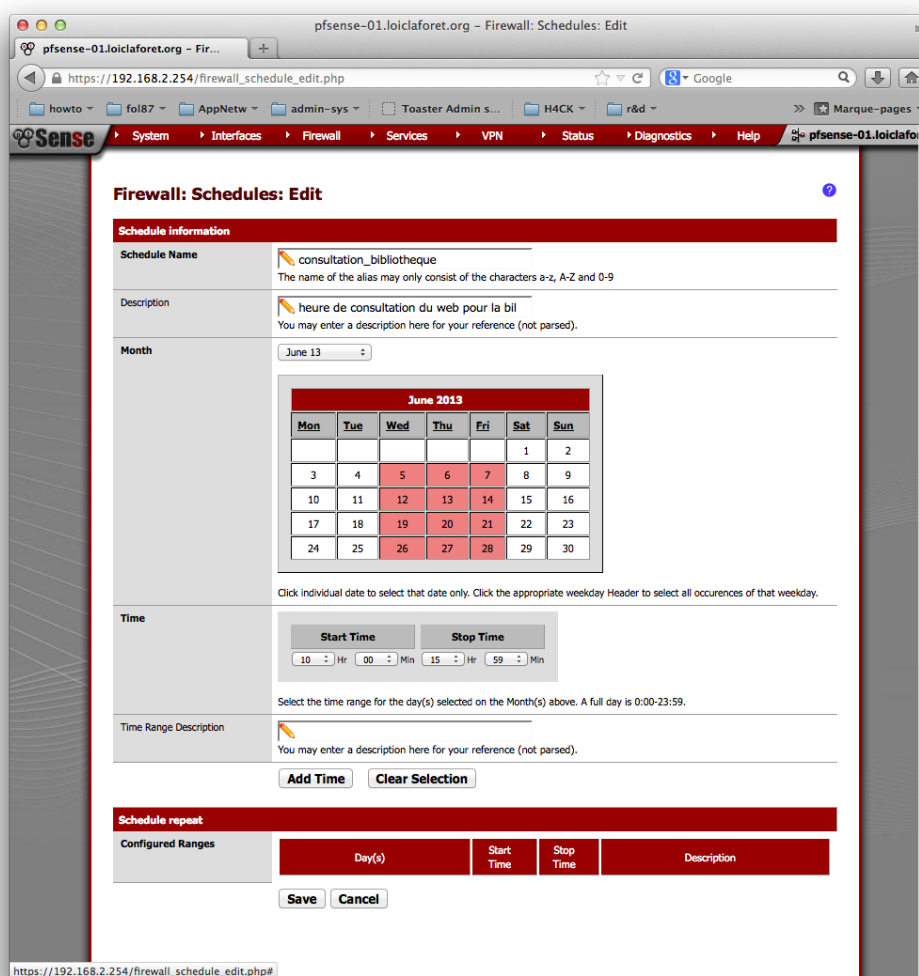 pfsense-01.loiclaforet.org – Firewall: Schedules: Edit
pfsense-01.loiclaforet.org – Fir... +
https://192.168.2.254/firewall_schedule_edit.php Google
howto fol87 AppNetw admin-sys Toaster Admin s... H4CK r&d » Marque-pages
Sense System Interfaces Firewall Services VPN Status Diagnostics Help pfsense-01.loiclafo
Firewall: Schedules: Edit ?
Schedule information
Schedule Name consultation_bibliotheque
The name of the alias may only consist of the characters a-z, A-Z and 0-9
Description heure de consultation du web pour la bil
You may enter a description here for your reference (not parsed).
Month June 13
June 2013
Mon Tue Wed Thu Fri Sat Sun
1 2
3 4 5 6 7 8 9
10 11 12 13 14 15 16
17 18 19 20 21 22 23
24 25 26 27 28 29 30
Click individual date to select that date only. Click the appropriate weekday Header to select all occurences of that weekday.
Time
Start Time Stop Time
10 Hr 00 Min 15 Hr 59 Min
Select the time range for the day(s) selected on the Month(s) above. A full day is 0:00-23:59.
Time Range Description
You may enter a description here for your reference (not parsed).
Add Time Clear Selection
Schedule repeat
Configured Ranges
Day(s) Start Time Stop Time Description
Save Cancel
https://192.168.2.254/firewall_schedule_edit.php#